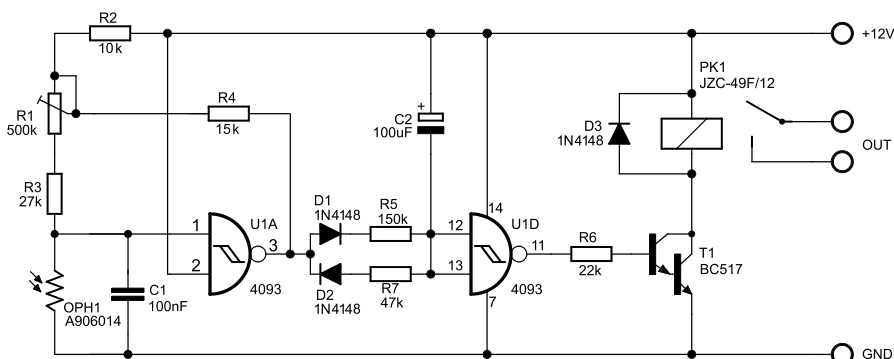 R2
10k
+12V
PK1
JZC-49F/12
R1
500k
R4
15k
+
C2
100uF
D3
1N4148
OUT
R3
27k
D1
1N4148
R5
150k
14
1
U1A
3
12
U1D
2
13
11
R6
22k
T1
BC517
4093
D2
1N4148
R7
47k
7
4093
OPH1
A906014
C1
100nF
GND